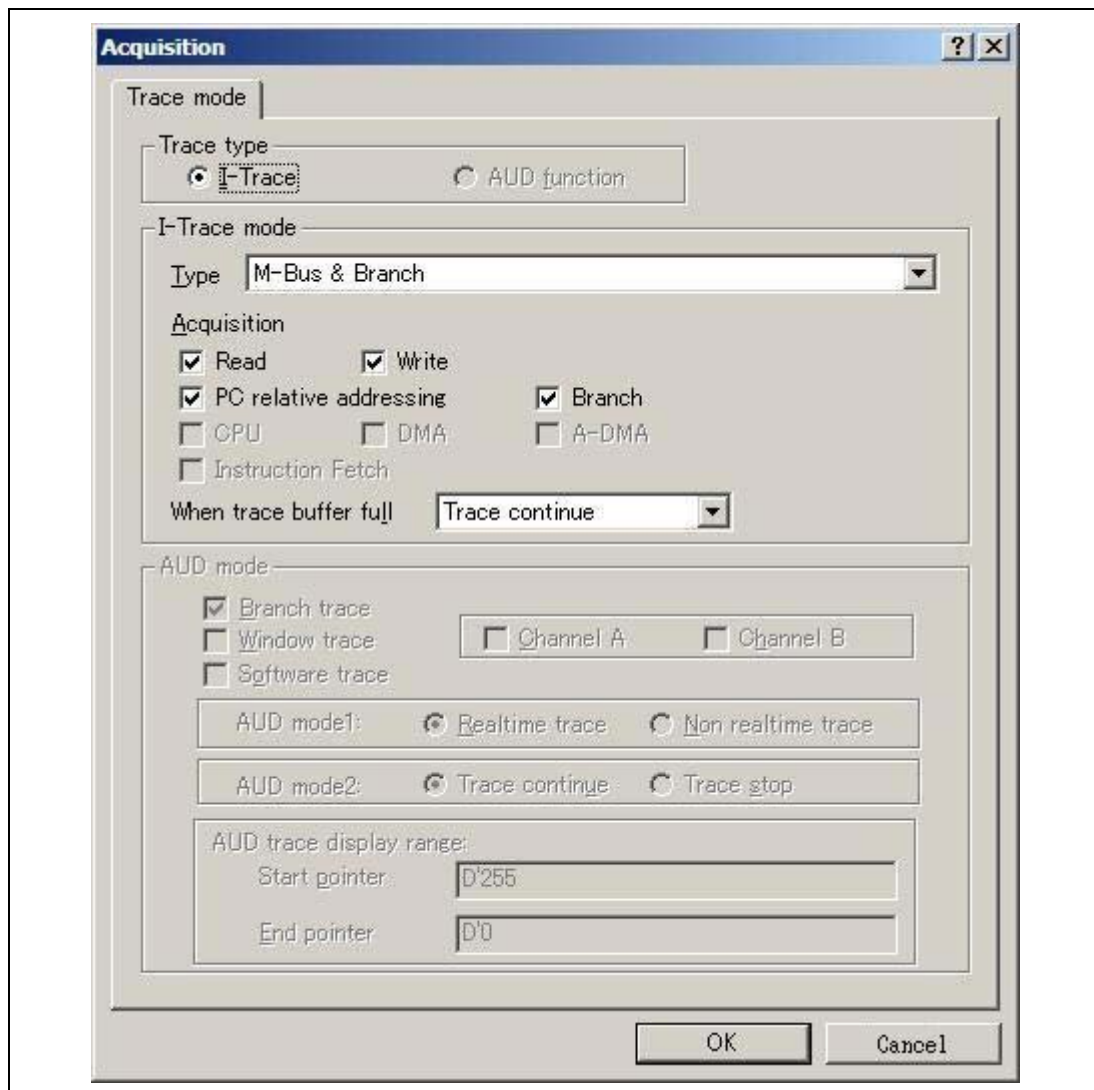 Acquisition
Trace mode
Trace type
I-Trace AUD function
I-Trace mode
Type M-Bus & Branch
Acquisition
Read Write
PC relative addressing Branch
CPU DMA A-DMA
Instruction Fetch
When trace buffer full Trace continue
AUD mode
Branch trace
Window trace Channel A Channel B
Software trace
AUD mode1: Realtime trace Non realtime trace
AUD mode2: Trace continue Trace stop
AUD trace display range:
Start pointer D'255
End pointer D'0
OK Cancel